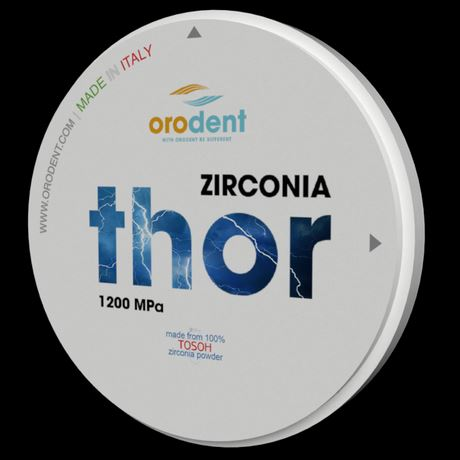 WWW.ORODENT.COM | MADE IN ITALY
orodent
WITH ORODENT BE DIFFERENT
ZIRCONIA
thor
1200 MPa
made from 100%
TOSOH
zirconia powder